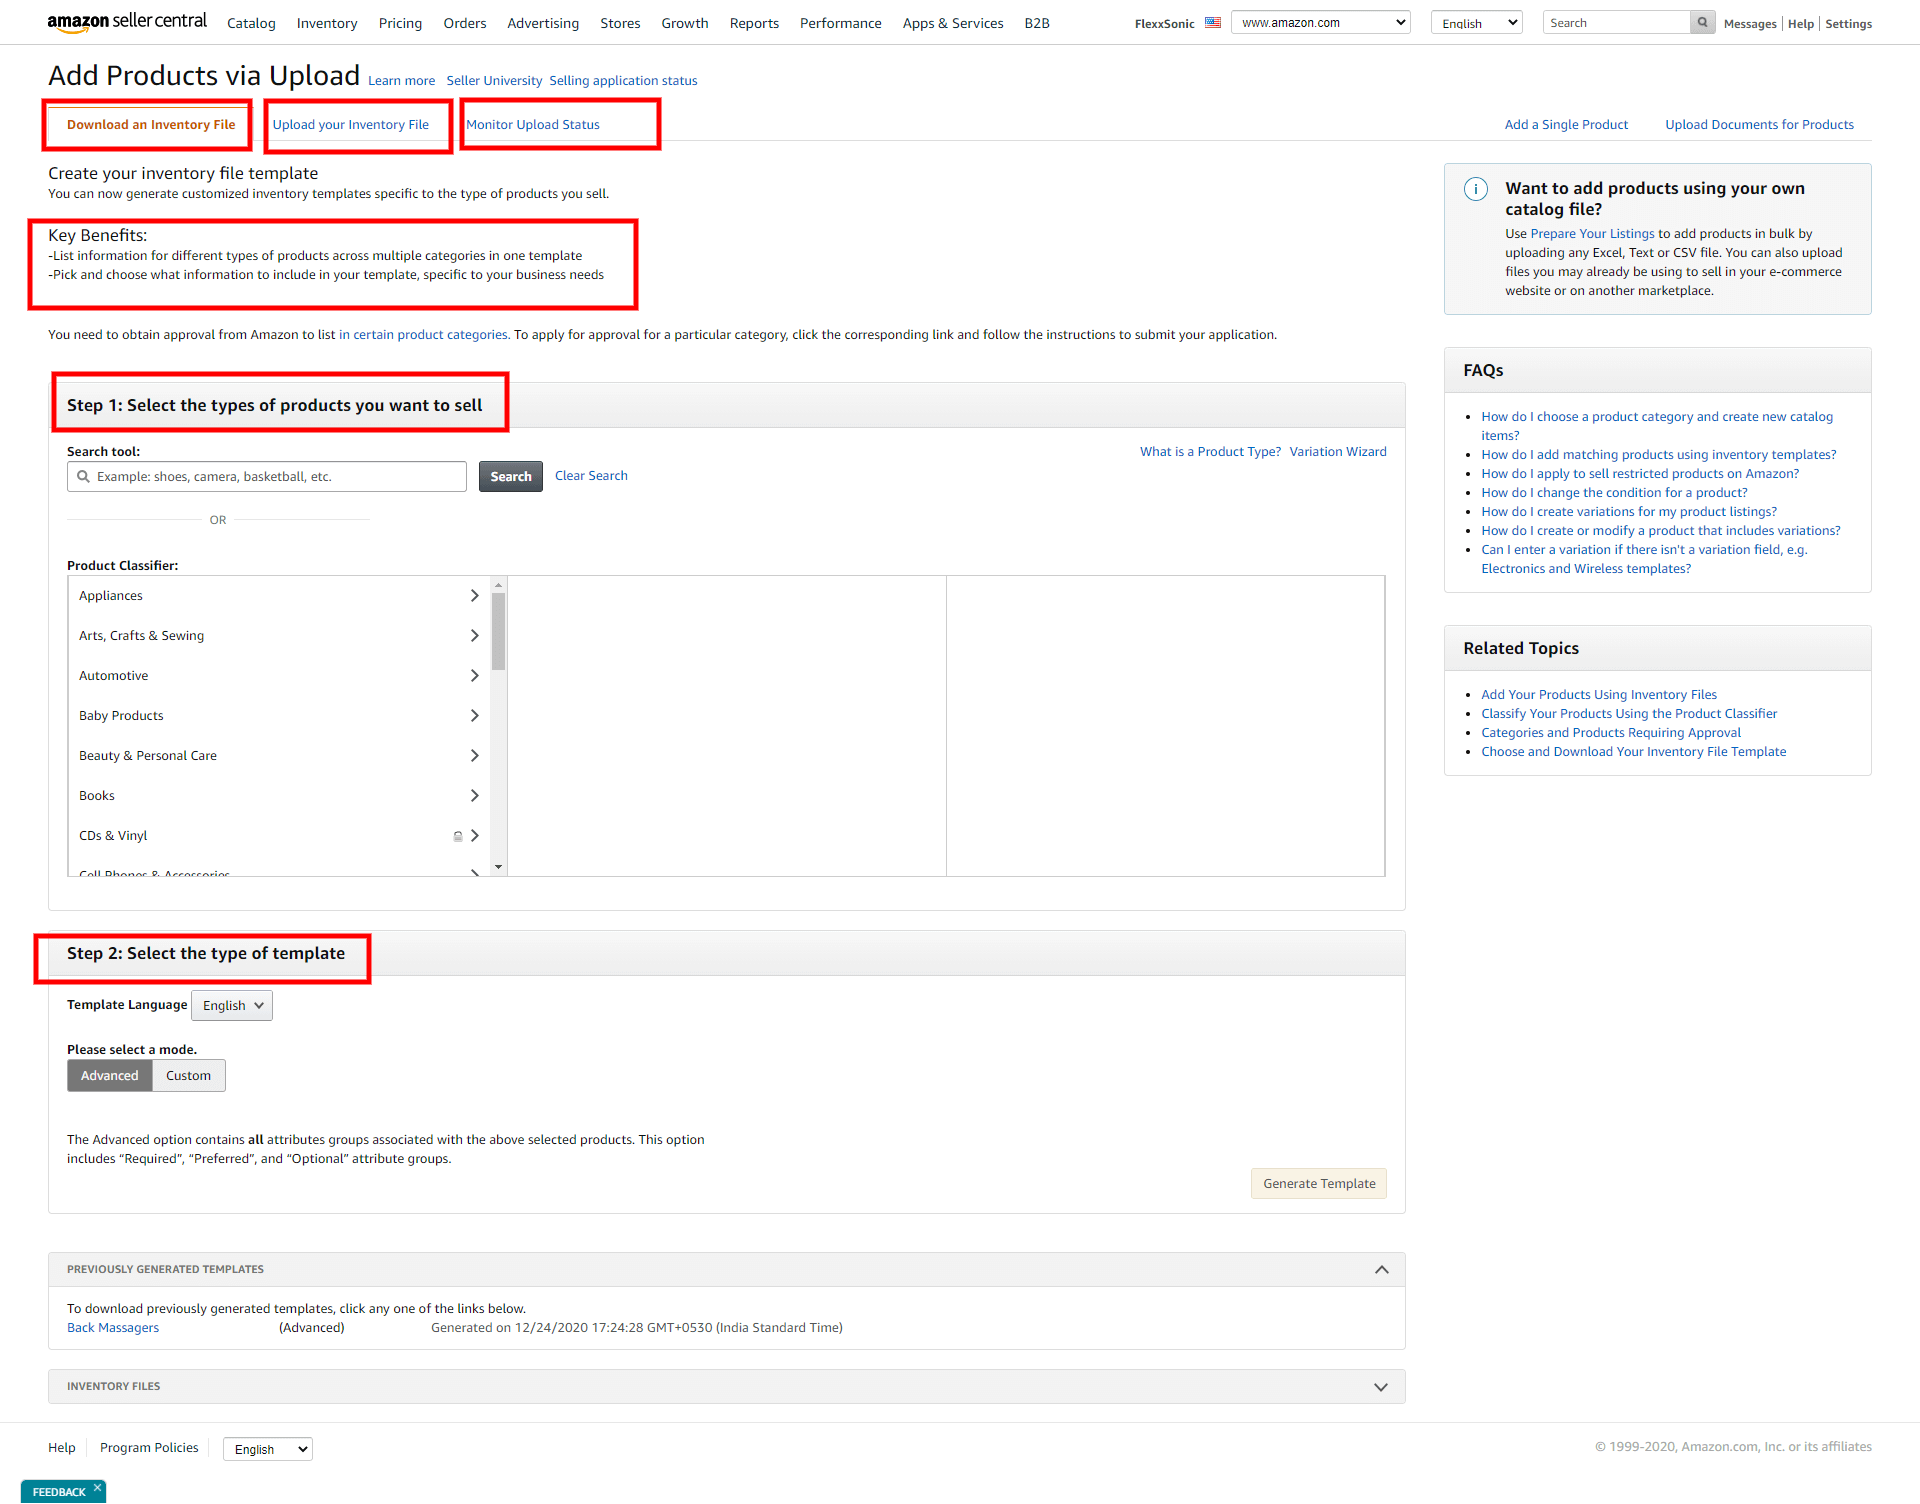 amazon seller central
Catalog Inventory Pricing Orders Advertising Stores Growth Reports Performance Apps & Services B2B
FlexxSonic www.amazon.com English Search Messages Help Settings
Add Products via Upload Learn more Seller University Selling application status
Download an Inventory File Upload your Inventory File Monitor Upload Status
Add a Single Product Upload Documents for Products
Create your inventory file template
You can now generate customized inventory templates specific to the type of products you sell.
Key Benefits:
-List information for different types of products across multiple categories in one template
-Pick and choose what information to include in your template, specific to your business needs
You need to obtain approval from Amazon to list in certain product categories. To apply for approval for a particular category, click the corresponding link and follow the instructions to submit your application.
Step 1: Select the types of products you want to sell
Search tool:
What is a Product Type? Variation Wizard
Example: shoes, camera, basketball, etc. Search Clear Search
OR
Product Classifier:
Appliances
Arts, Crafts & Sewing
Automotive
Baby Products
Beauty & Personal Care
Books
CDs & Vinyl
Cell Phones & Accessories
Step 2: Select the type of template
Template Language English
Please select a mode.
Advanced Custom
The Advanced option contains all attributes groups associated with the above selected products. This option
includes “Required”, “Preferred”, and “Optional” attribute groups.
Generate Template
PREVIOUSLY GENERATED TEMPLATES
To download previously generated templates, click any one of the links below.
Back Massagers (Advanced) Generated on 12/24/2020 17:24:28 GMT+0530 (India Standard Time)
INVENTORY FILES
Want to add products using your own
catalog file?
Use Prepare Your Listings to add products in bulk by
uploading any Excel, Text or CSV file. You can also upload
files you may already be using to sell in your e-commerce
website or on another marketplace.
FAQs
How do I choose a product category and create new catalog
items?
How do I add matching products using inventory templates?
How do I apply to sell restricted products on Amazon?
How do I change the condition for a product?
How do I create variations for my product listings?
How do I create or modify a product that includes variations?
Can I enter a variation if there isn't a variation field, e.g.
Electronics and Wireless templates?
Related Topics
Add Your Products Using Inventory Files
Classify Your Products Using the Product Classifier
Categories and Products Requiring Approval
Choose and Download Your Inventory File Template
Help Program Policies English
© 1999-2020, Amazon.com, Inc. or its affiliates
FEEDBACK